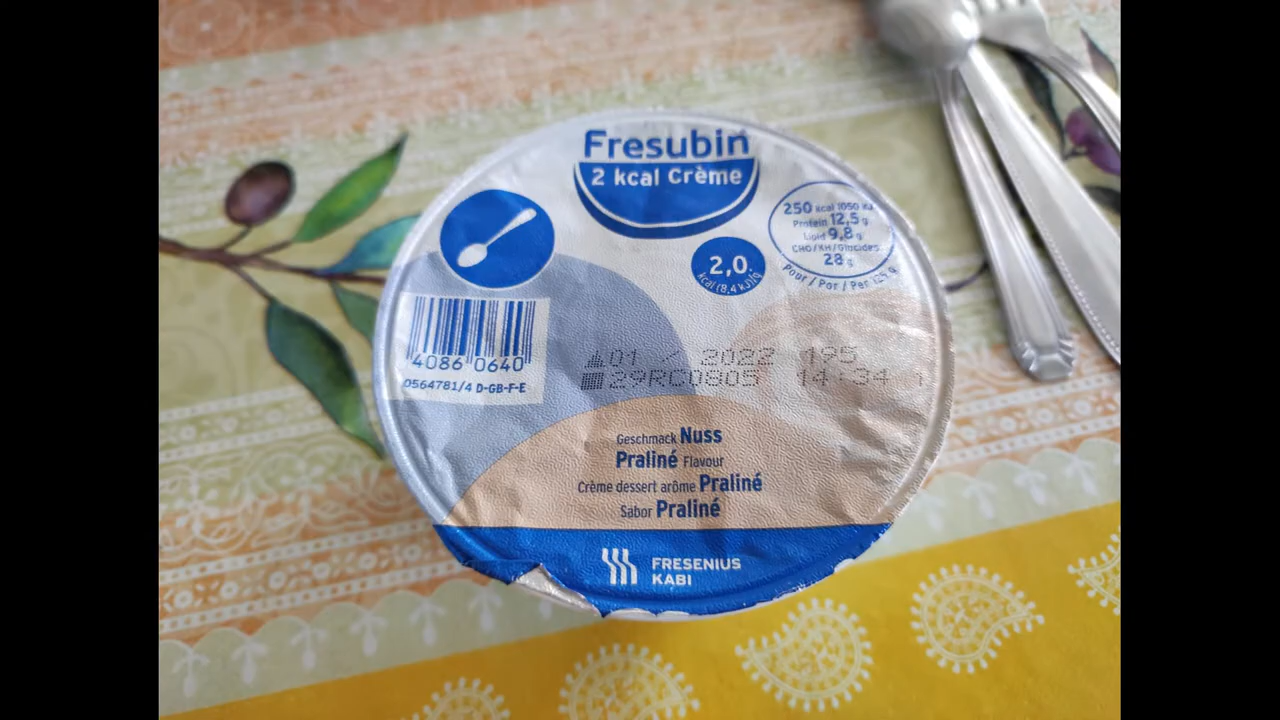 Fresubin
2 kcal Crème
250 kcal 1050 kJ
Protein 12,5 g
Lipid 9,8 g
CHO/KH/Glucides
28 g
Pour / Por / Per 125 g
2,0
kcal (8,4 kJ)/g
4086 0640
D564781/4 D-GB-F-E
01 / 2022 195
29RC0805 14:34 1
Geschmack Nuss
Praliné Flavour
Crème dessert arôme Praliné
Sabor Praliné
FRESENIUS
KABI